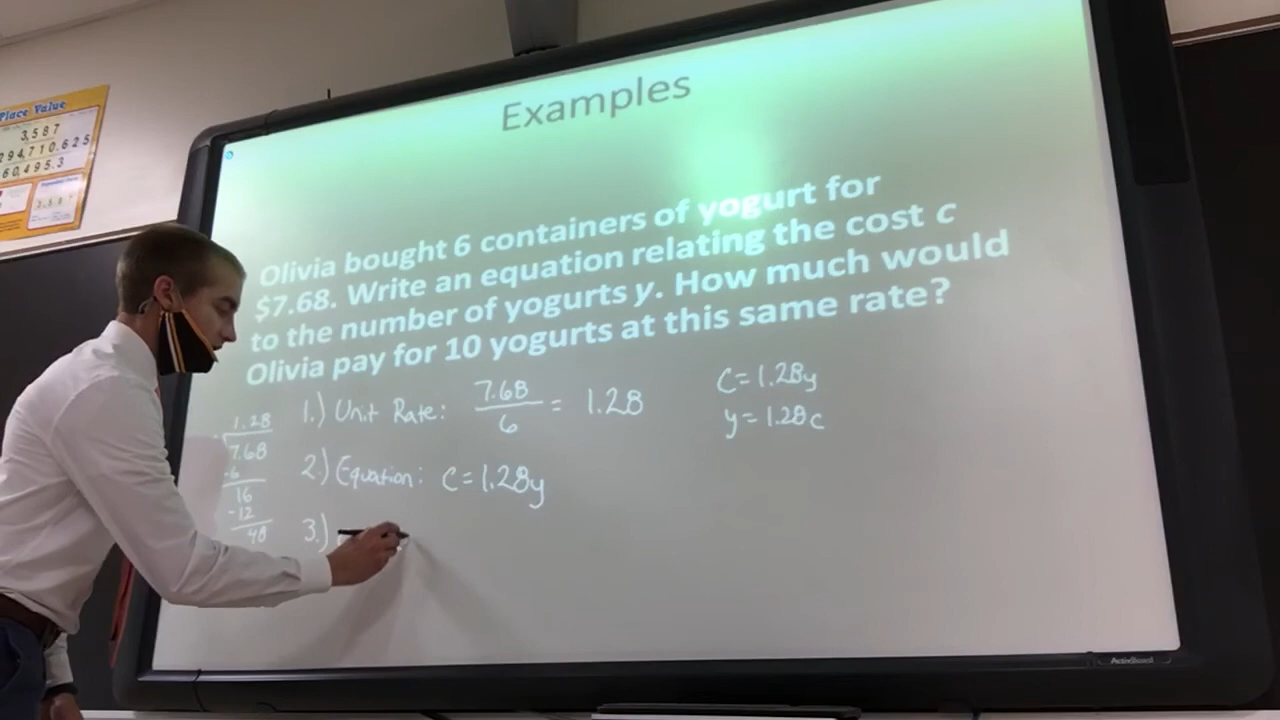 Place Value
3,587
294,710.625
60,495.3
Examples
Olivia bought 6 containers of yogurt for
$7.68. Write an equation relating the cost c
to the number of yogurts y. How much would
Olivia pay for 10 yogurts at this same rate?
1.) Unit Rate: 7.68
6
= 1.28
C=1.28y
y=1.28c
1.28
7.68
-6
16
-12
48
2.) Equation: C=1.28y
3.)
ActivBoard